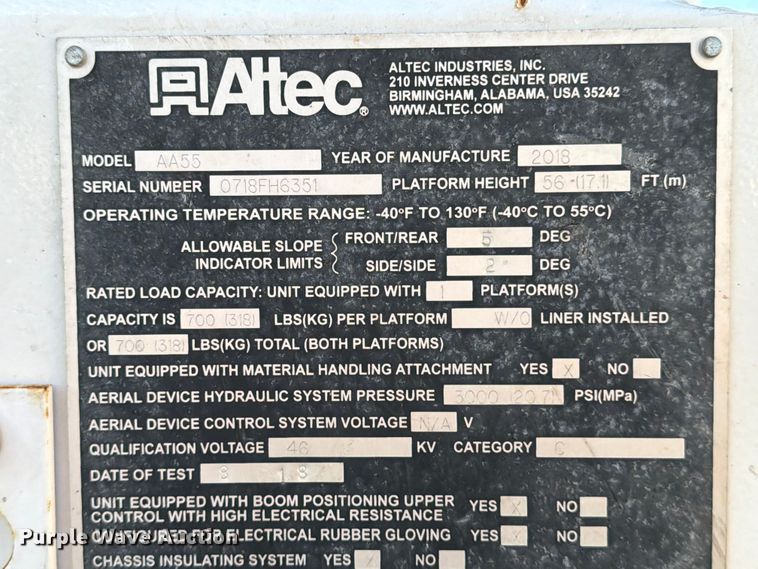 Altec®
ALTEC INDUSTRIES, INC.
210 INVERNESS CENTER DRIVE
BIRMINGHAM, ALABAMA, USA 35242
WWW.ALTEC.COM
MODEL AA55 YEAR OF MANUFACTURE 2018
SERIAL NUMBER 0718FH6351 PLATFORM HEIGHT 56 (17.1) FT (m)
OPERATING TEMPERATURE RANGE: -40°F TO 130°F (-40°C TO 55°C)
ALLOWABLE SLOPE INDICATOR LIMITS { FRONT/REAR 5 DEG
SIDE/SIDE 2 DEG
RATED LOAD CAPACITY: UNIT EQUIPPED WITH 1 PLATFORM(S)
CAPACITY IS 700 (318) LBS(KG) PER PLATFORM W/O LINER INSTALLED
OR 700 (318) LBS(KG) TOTAL (BOTH PLATFORMS)
UNIT EQUIPPED WITH MATERIAL HANDLING ATTACHMENT YES X NO
AERIAL DEVICE HYDRAULIC SYSTEM PRESSURE 3000 (20.7) PSI(MPa)
AERIAL DEVICE CONTROL SYSTEM VOLTAGE N/A V
QUALIFICATION VOLTAGE 46 KV CATEGORY C
DATE OF TEST 8 18
UNIT EQUIPPED WITH BOOM POSITIONING UPPER
CONTROL WITH HIGH ELECTRICAL RESISTANCE YES X NO
CONFIGURED FOR ELECTRICAL RUBBER GLOVING YES X NO
CHASSIS INSULATING SYSTEM YES X NO
Purple Wave Auction